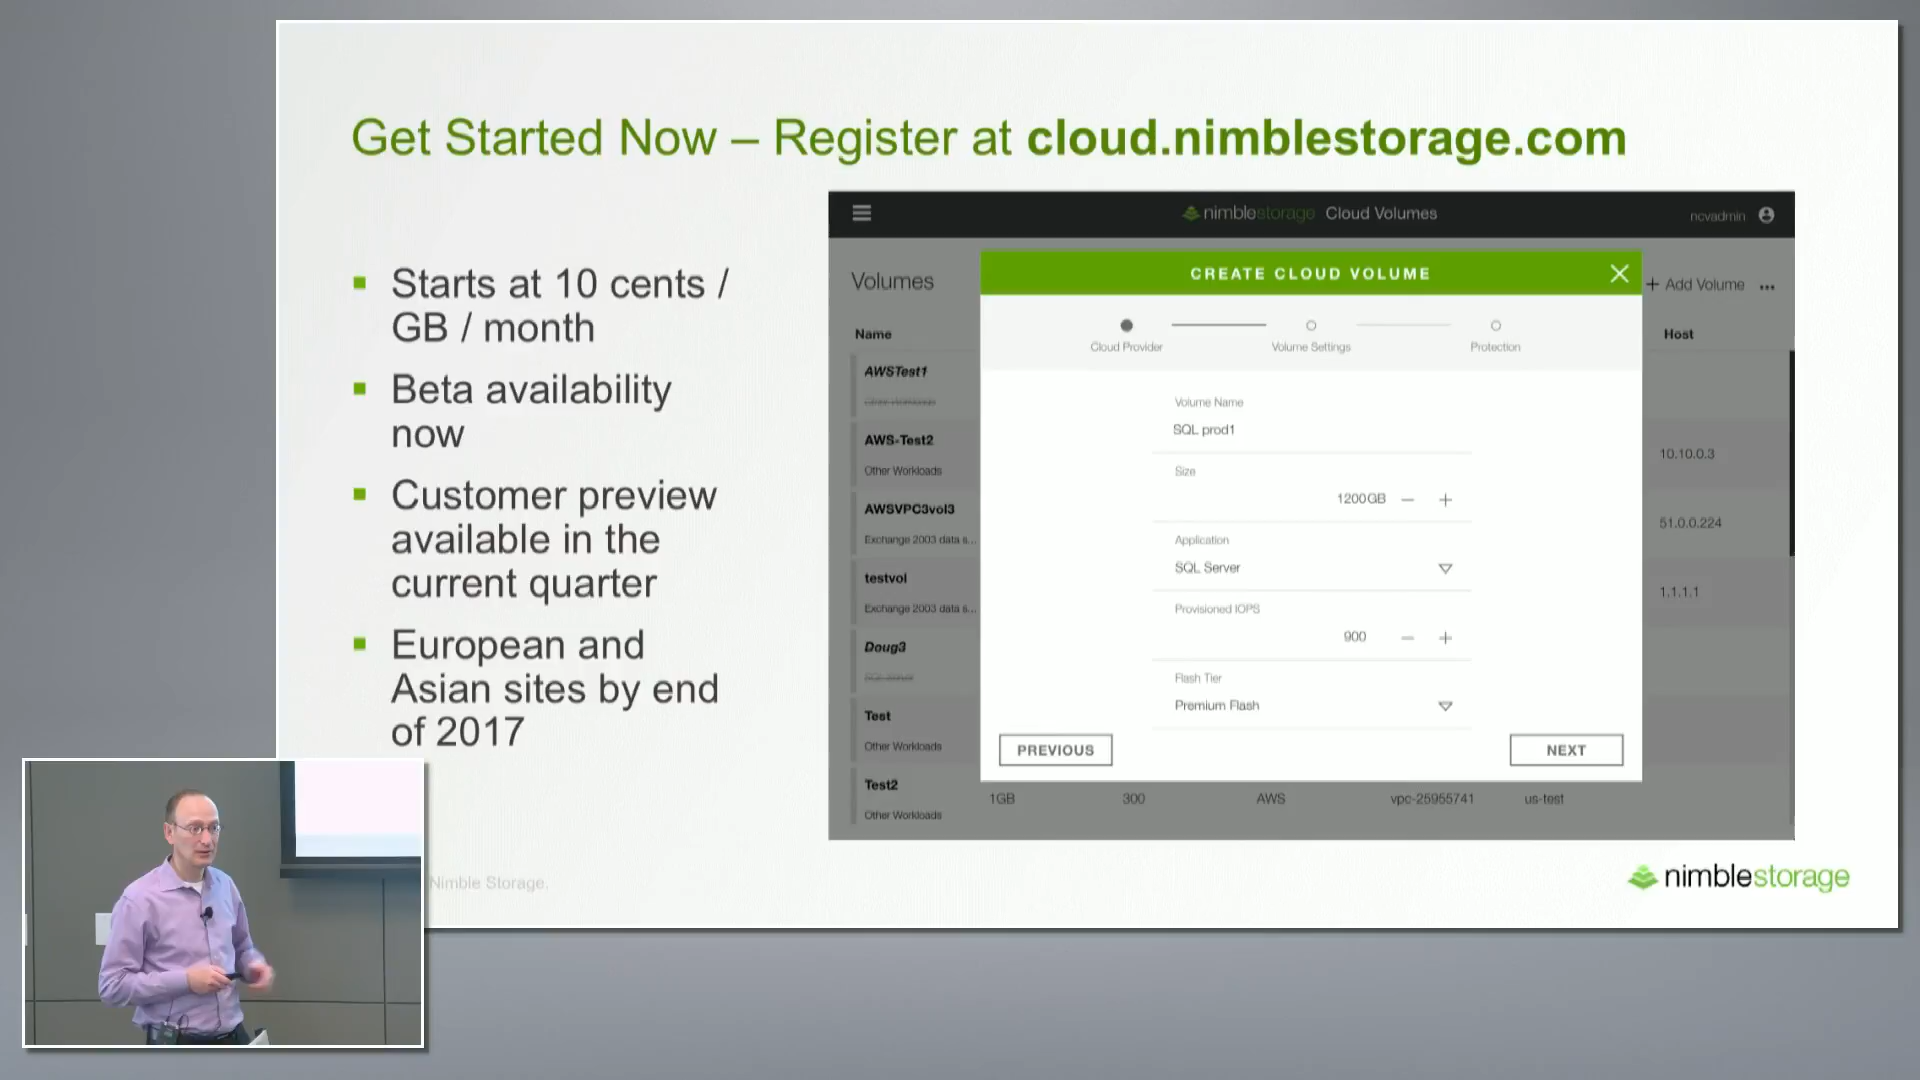 Get Started Now – Register at cloud.nimblestorage.com
Starts at 10 cents /
GB / month
Beta availability
now
Customer preview
available in the
current quarter
European and
Asian sites by end
of 2017
nimblestorage Cloud Volumes
ncvadmin
Volumes
+ Add Volume ...
Name
Host
AWSTest1
Other Workloads
AWS-Test2
Other Workloads
10.10.0.3
AWSVPC3vol3
Exchange 2003 data s...
51.0.0.224
testvol
Exchange 2003 data s...
1.1.1.1
Doug3
SQL Server
Test
Other Workloads
Test2
Other Workloads
1GB 300 AWS vpc-25955741 us-test
CREATE CLOUD VOLUME
Cloud Provider
Volume Settings
Protection
Volume Name
SQL prod1
Size
1200GB
Application
SQL Server
Provisioned IOPS
900
Flash Tier
Premium Flash
PREVIOUS
NEXT
Nimble Storage.
nimblestorage